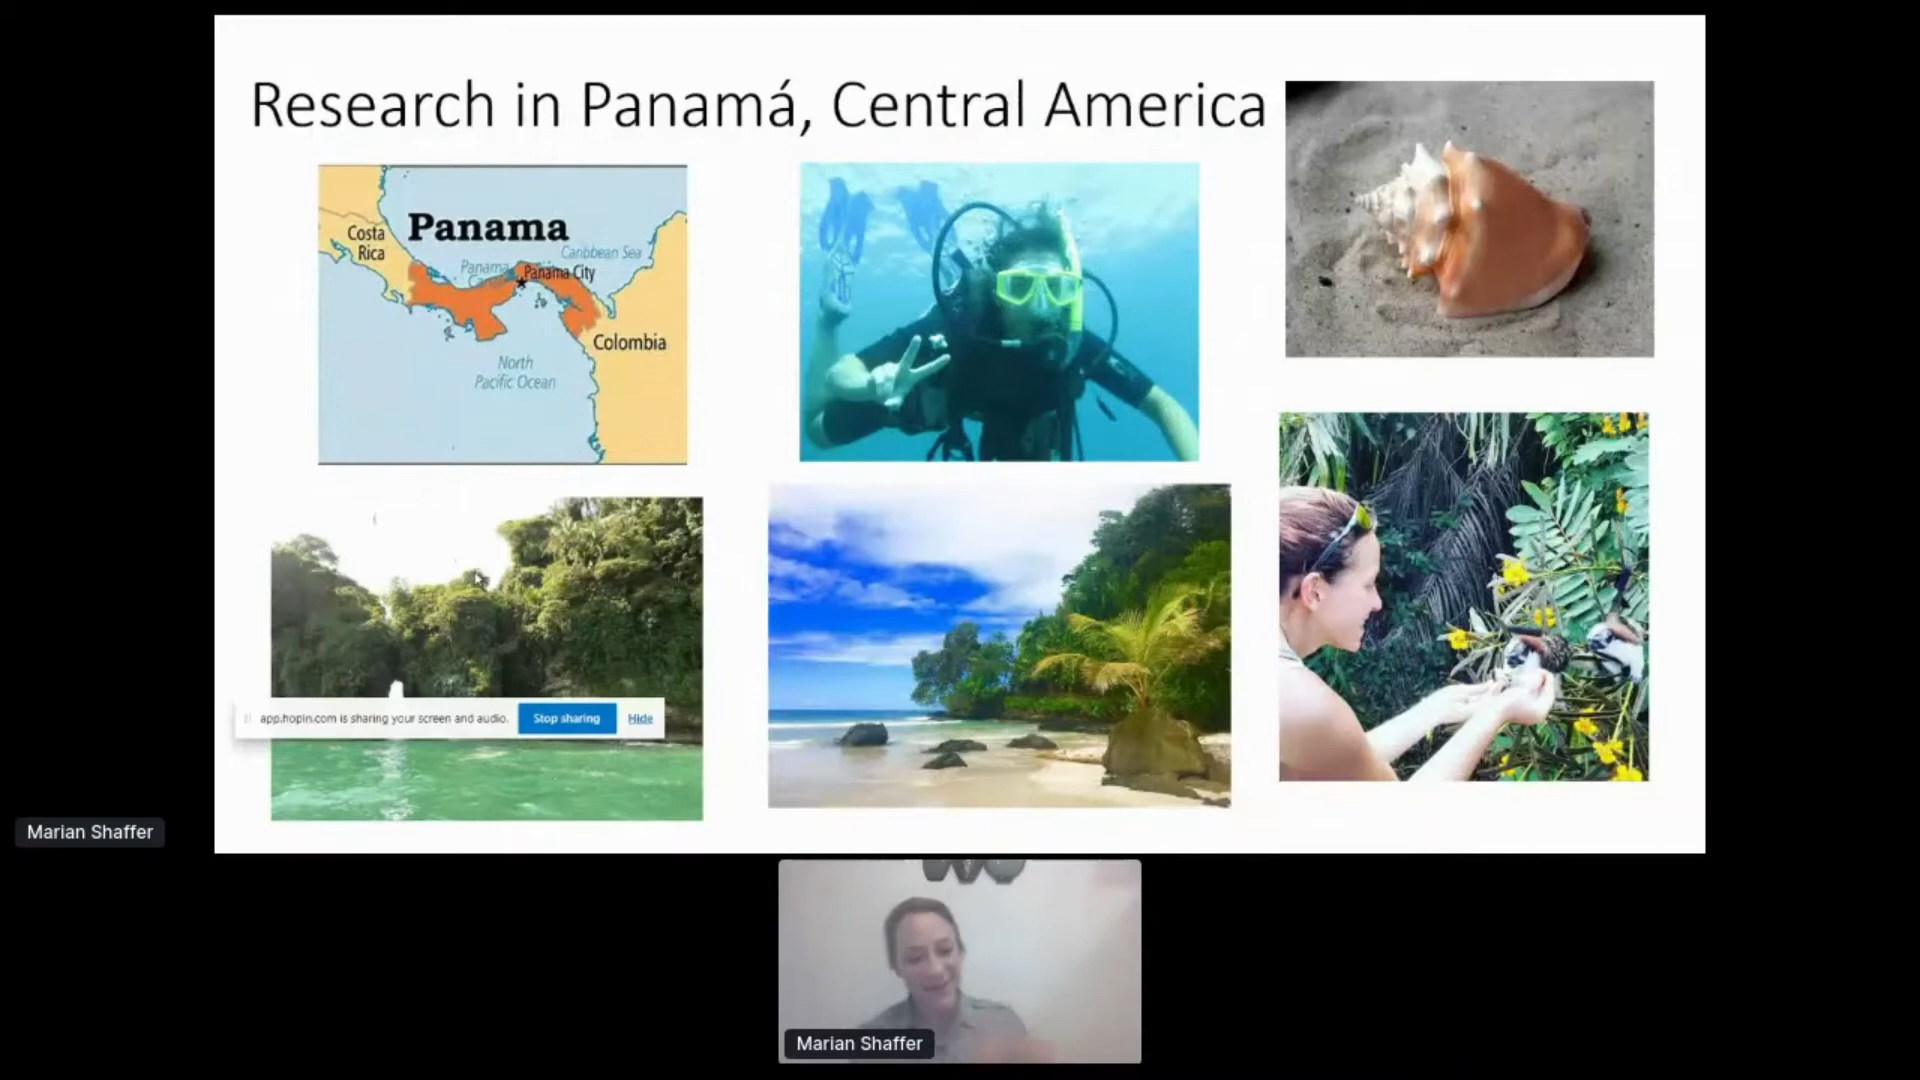 Research in Panamá, Central America
Panama
Costa
Rica
Caribbean Sea
Panama
Panama City
Colombia
North
Pacific Ocean
app.hopin.com is sharing your screen and audio.
Stop sharing
Hide
Marian Shaffer
Marian Shaffer